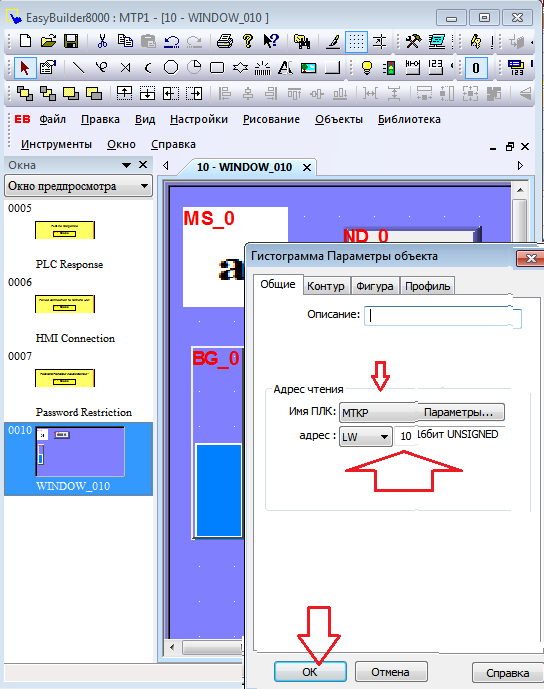 EasyBuilder8000 : MTP1 - [10 - WINDOW_010 ]
EB Файл Правка Вид Настройки Рисование Объекты Библиотека
Инструменты Окно Справка
Окна
10 - WINDOW_010
Окно предпросмотра
0005
PLC Response
0006
HMI Connection
0007
Password Restriction
0010
WINDOW_010
MS_0
ND_0
a
BG_0
Гистограмма Параметры объекта
Общие Контур Фигура Профиль
Описание:
Адрес чтения
Имя ПЛК: MTKP Параметры...
адрес : LW 10 16бит UNSIGNED
OK Отмена Справка